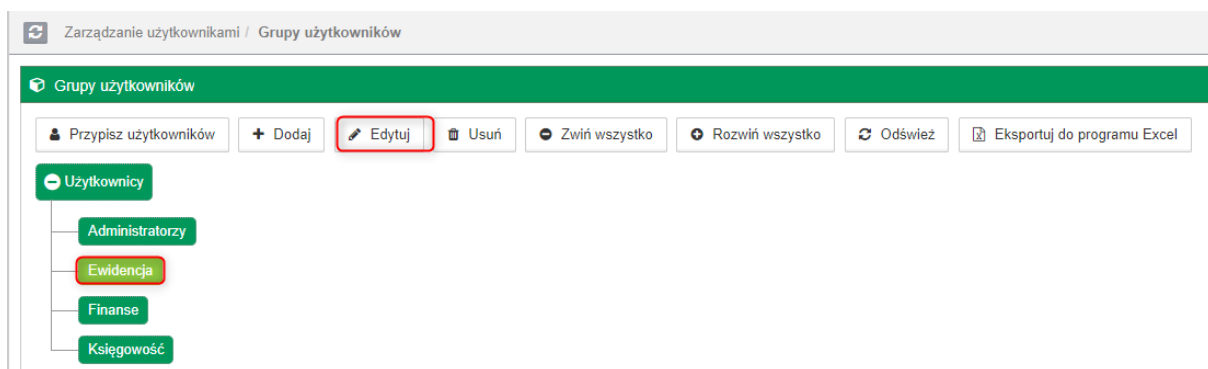 Zarządzanie użytkownikami / Grupy użytkowników
Grupy użytkowników
Przypisz użytkowników Dodaj Edytuj Usuń Zwiń wszystko Rozwiń wszystko Odśwież Eksportuj do programu Excel
Użytkownicy
Administratorzy
Ewidencja
Finanse
Księgowość